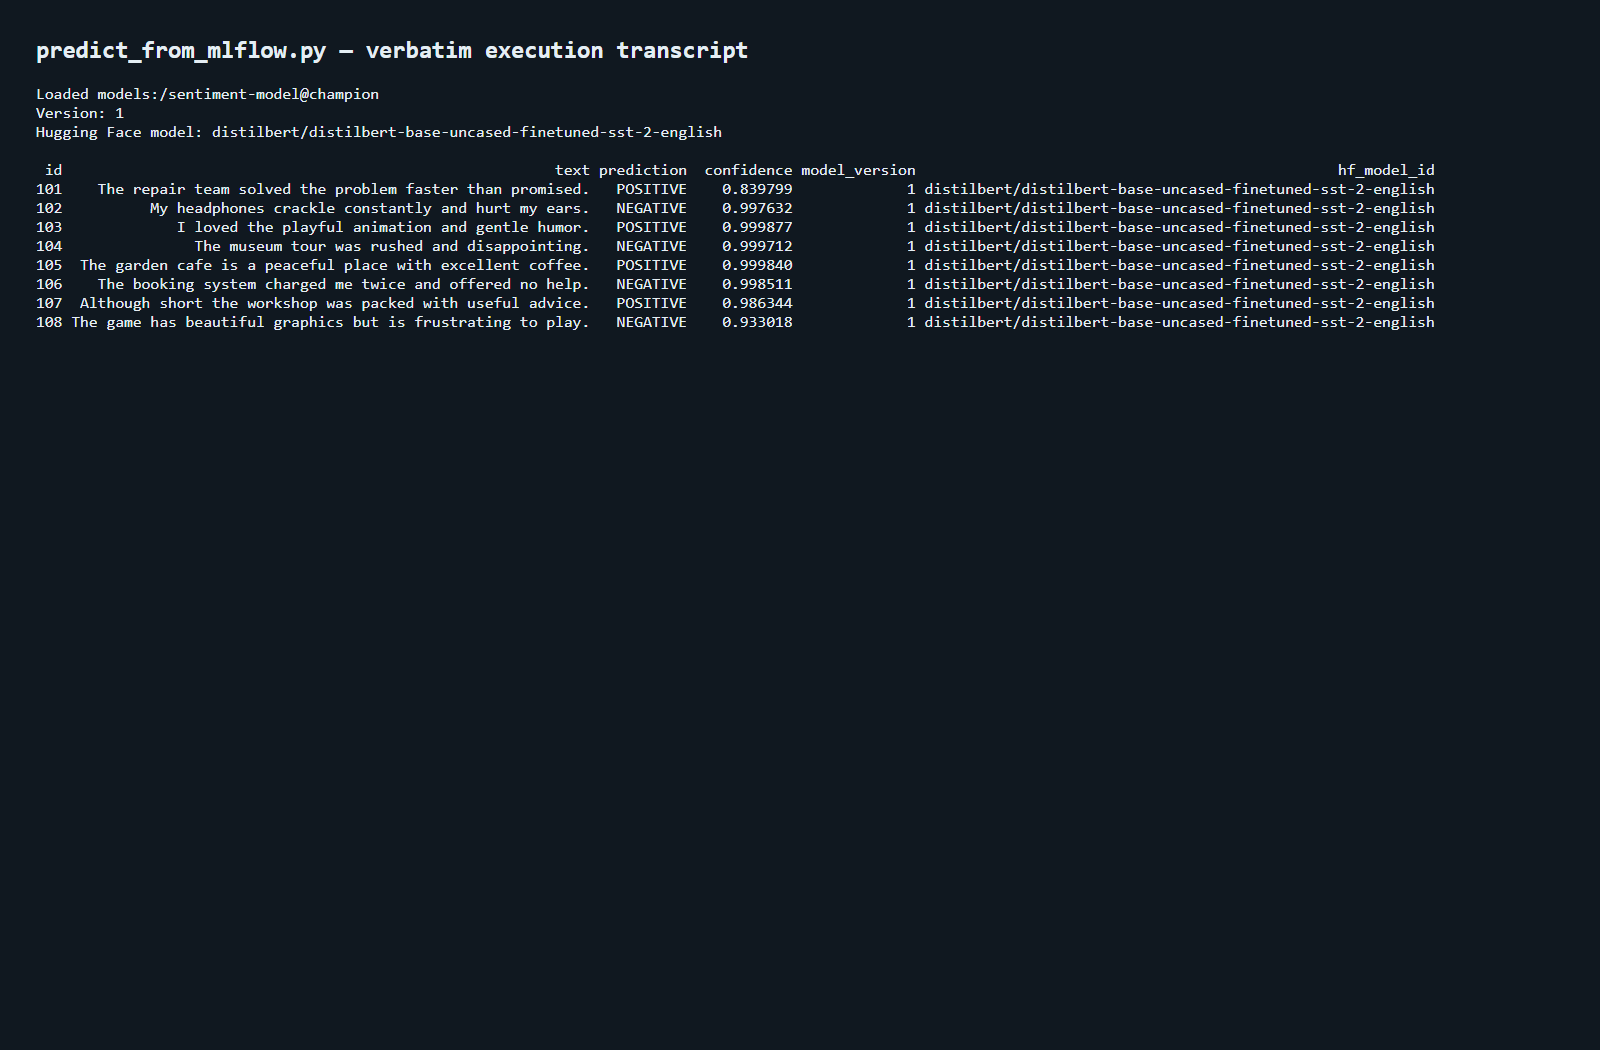 predict_from_mlflow.py — verbatim execution transcript
Loaded models:/sentiment-model@champion
Version: 1
Hugging Face model: distilbert/distilbert-base-uncased-finetuned-sst-2-english
id text prediction confidence model_version hf_model_id
101 The repair team solved the problem faster than promised. POSITIVE 0.839799 1 distilbert/distilbert-base-uncased-finetuned-sst-2-english
102 My headphones crackle constantly and hurt my ears. NEGATIVE 0.997632 1 distilbert/distilbert-base-uncased-finetuned-sst-2-english
103 I loved the playful animation and gentle humor. POSITIVE 0.999877 1 distilbert/distilbert-base-uncased-finetuned-sst-2-english
104 The museum tour was rushed and disappointing. NEGATIVE 0.999712 1 distilbert/distilbert-base-uncased-finetuned-sst-2-english
105 The garden cafe is a peaceful place with excellent coffee. POSITIVE 0.999840 1 distilbert/distilbert-base-uncased-finetuned-sst-2-english
106 The booking system charged me twice and offered no help. NEGATIVE 0.998511 1 distilbert/distilbert-base-uncased-finetuned-sst-2-english
107 Although short the workshop was packed with useful advice. POSITIVE 0.986344 1 distilbert/distilbert-base-uncased-finetuned-sst-2-english
108 The game has beautiful graphics but is frustrating to play. NEGATIVE 0.933018 1 distilbert/distilbert-base-uncased-finetuned-sst-2-english